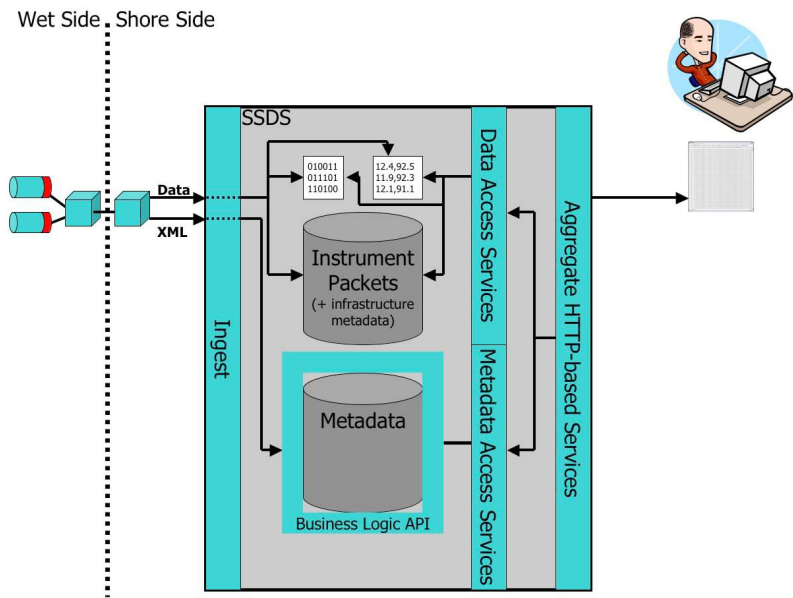 Wet Side
Shore Side
SSDS
010011
011101
110100
12.4,92.5
11.9,92.3
12.1,91.1
Data
XML
Ingest
Instrument
Packets
(+ infrastructure
metadata)
Metadata
Business Logic API
Data Access Services
Metadata Access Services
Aggregate HTTP-based Services